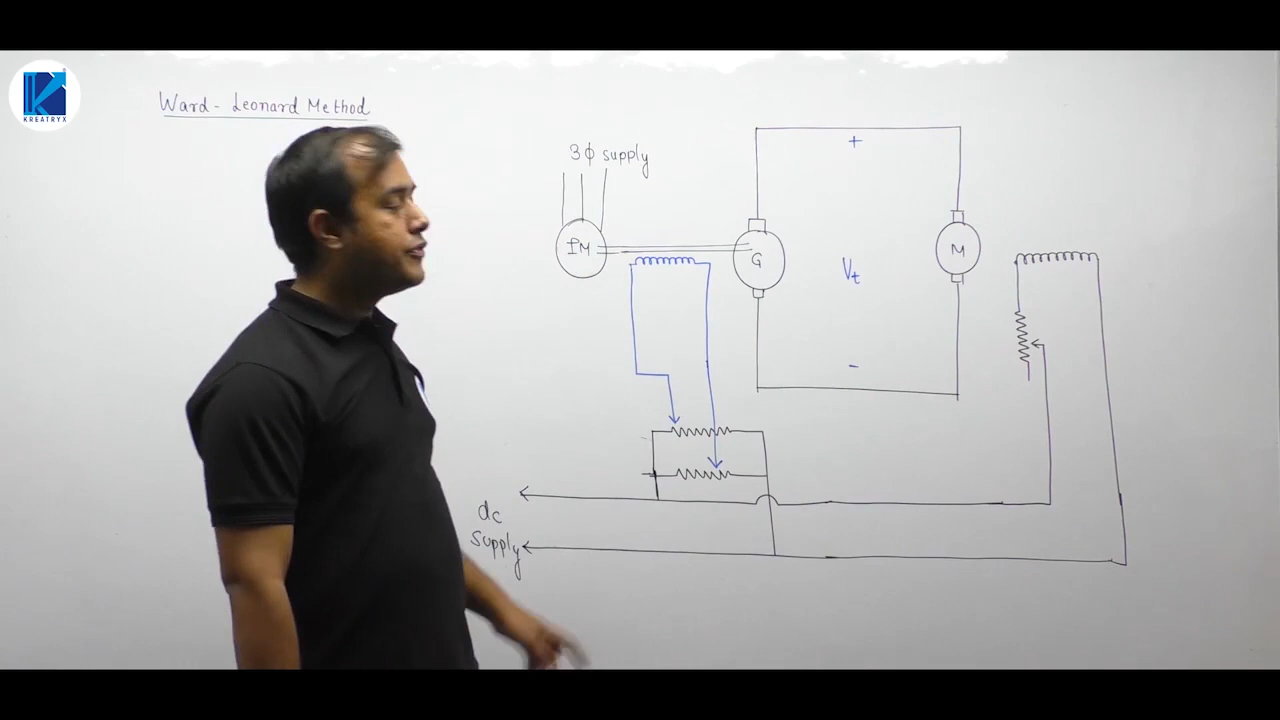 KREATRYX
Ward - Leonard Method
3ϕ supply
IM
G
M
+
Vt
-
dc
supply